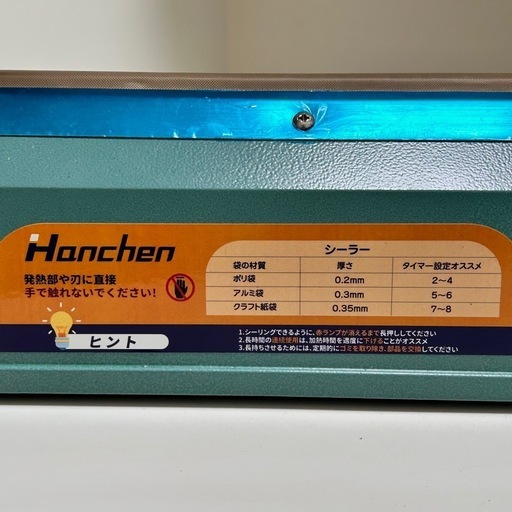 Hanchen
発熱部や刃に直接
手で触れないでください!
シーラー
袋の材質 厚さ タイマー設定オススメ
ポリ袋 0.2mm 2~4
アルミ袋 0.3mm 5~6
クラフト紙袋 0.35mm 7~8
ヒント
1.シーリングできるように、赤ランプが消えるまで長押ししてください
2.長時間の連続使用は、加熱時間を適度に下げることがオススメ
3.長持ちさせるためには、定期的にゴミを取り除き、部品を交換してください